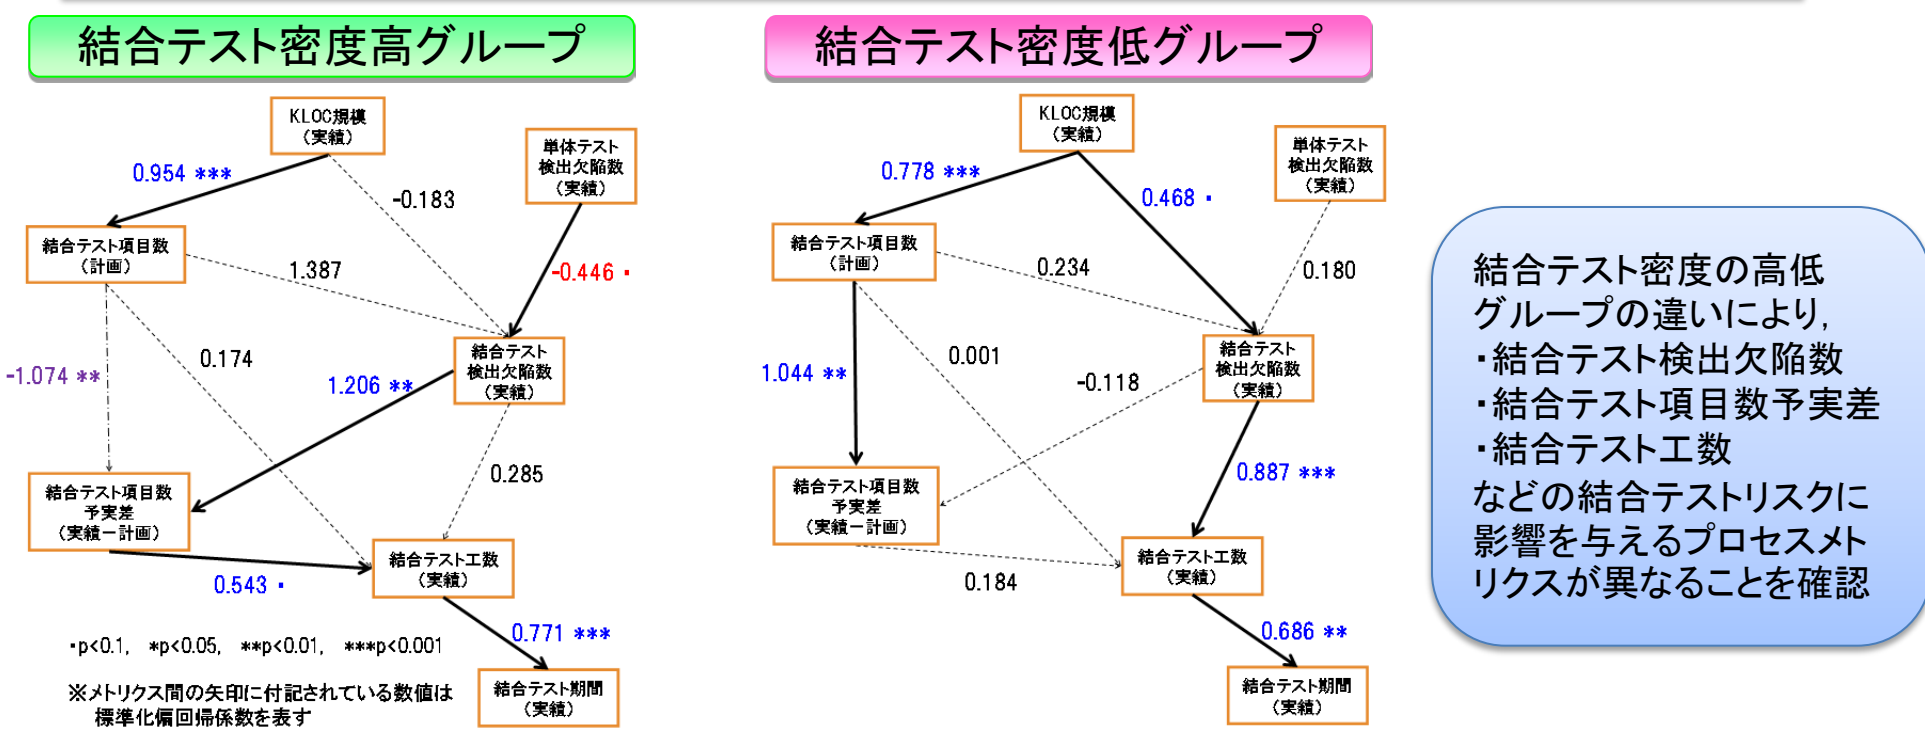 結合テスト密度高グループ
KLOC規模
（実績）
単体テスト
検出欠陥数
（実績）
0.954 ***
-0.183
結合テスト項目数
（計画）
1.387
-0.446 ・
結合テスト
検出欠陥数
（実績）
0.174
-1.074 **
1.206 **
0.285
結合テスト項目数
予実差
（実績－計画）
結合テスト工数
（実績）
0.543 ・
0.771 ***
結合テスト期間
（実績）
・p<0.1,　*p<0.05,　**p<0.01,　***p<0.001
※メトリクス間の矢印に付記されている数値は
標準化偏回帰係数を表す
結合テスト密度低グループ
KLOC規模
（実績）
単体テスト
検出欠陥数
（実績）
0.778 ***
0.468 ・
結合テスト項目数
（計画）
0.234
0.180
結合テスト
検出欠陥数
（実績）
0.001
1.044 **
-0.118
0.887 ***
結合テスト項目数
予実差
（実績－計画）
結合テスト工数
（実績）
0.184
0.686 **
結合テスト期間
（実績）
結合テスト密度の高低
グループの違いにより,
・結合テスト検出欠陥数
・結合テスト項目数予実差
・結合テスト工数
などの結合テストリスクに
影響を与えるプロセスメト
リクスが異なることを確認